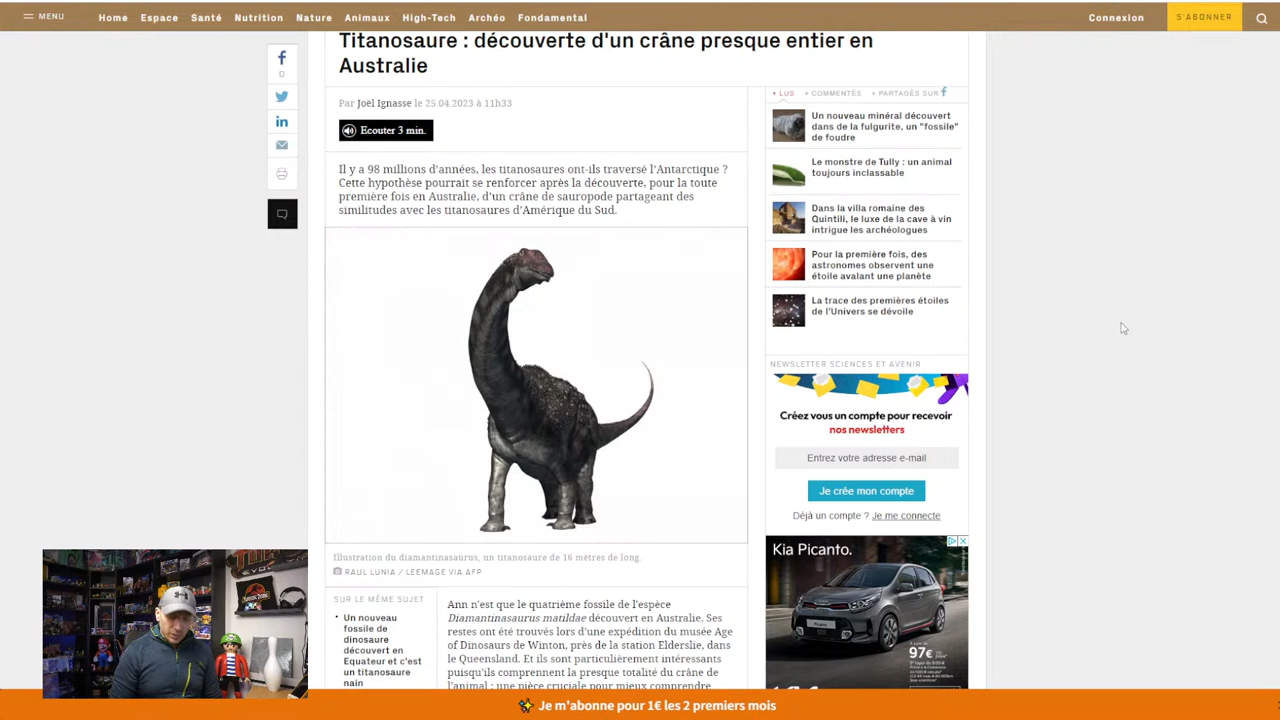 MENU
Home Espace Santé Nutrition Nature Animaux High-Tech Archéo Fondamental
Connexion
S'ABONNER
Titanosaure : découverte d'un crâne presque entier en
Australie
0
Par Joël Ignasse le 25.04.2023 à 11h33
Ecouter 3 min.
Il y a 98 millions d'années, les titanosaures ont-ils traversé l'Antarctique ?
Cette hypothèse pourrait se renforcer après la découverte, pour la toute
première fois en Australie, d'un crâne de sauropode partageant des
similitudes avec les titanosaures d'Amérique du Sud.
Illustration du diamantinasaurus, un titanosaure de 16 mètres de long.
RAUL LUNIA / LEEMAGE VIA AFP
SUR LE MÊME SUJET
Un nouveau
fossile de
dinosaure
découvert en
Equateur et c'est
un titanosaure
nain
Ann n'est que le quatrième fossile de l'espèce
Diamantinasaurus matildae découvert en Australie. Ses
restes ont été trouvés lors d'une expédition du musée Age
of Dinosaurs de Winton, près de la station Elderslie, dans
le Queensland. Et ils sont particulièrement intéressants
puisqu'ils comprennent la presque totalité du crâne de
l'animal : une pièce cruciale pour mieux comprendre
+ LUS + COMMENTÉS + PARTAGÉS SUR
Un nouveau minéral découvert
dans de la fulgurite, un "fossile"
de foudre
Le monstre de Tully : un animal
toujours inclassable
Dans la villa romaine des
Quintili, le luxe de la cave à vin
intrigue les archéologues
Pour la première fois, des
astronomes observent une
étoile avalant une planète
La trace des premières étoiles
de l'Univers se dévoile
NEWSLETTER SCIENCES ET AVENIR
Créez vous un compte pour recevoir
nos newsletters
Entrez votre adresse e-mail
Je crée mon compte
Déjà un compte ? Je me connecte
Kia Picanto.
97€
Je m'abonne pour 1€ les 2 premiers mois